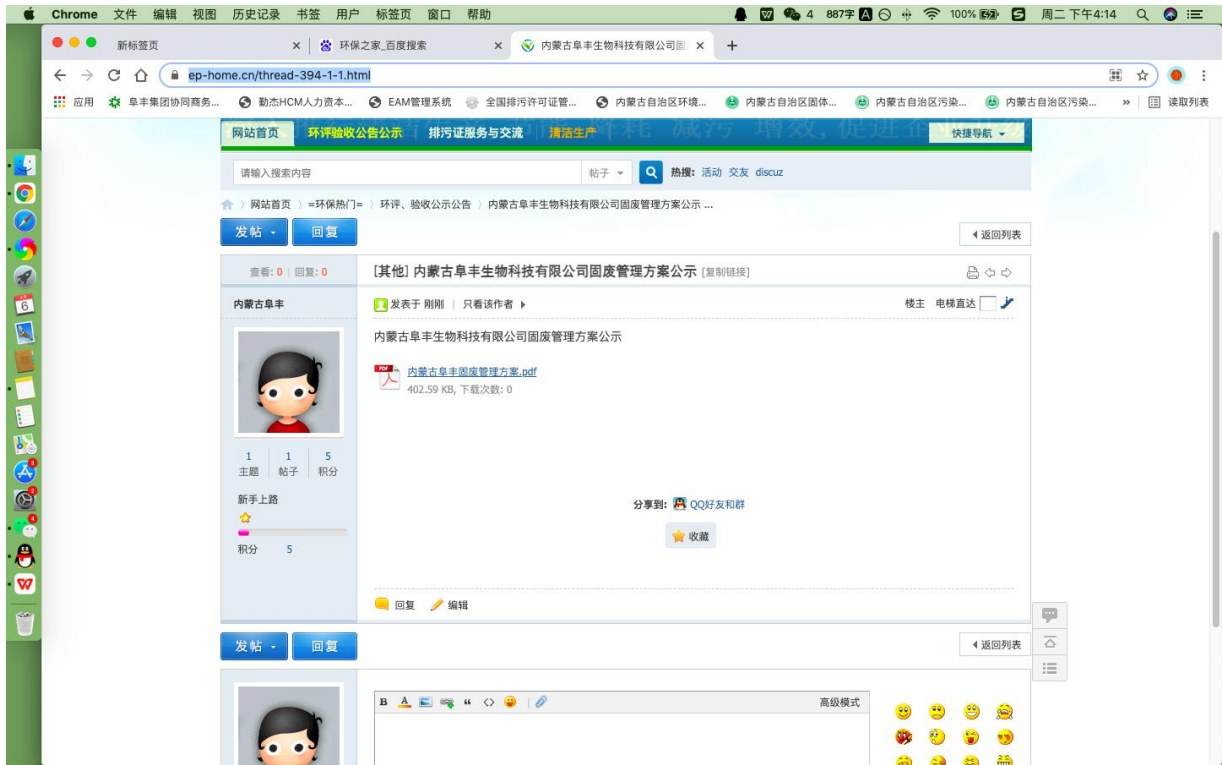 Chrome 文件 编辑 视图 历史记录 书签 用户 标签页 窗口 帮助 4 887字 A 100% 周二下午4:14
新标签页 环保之家_百度搜索 内蒙古阜丰生物科技有限公司固
ep-home.cn/thread-394-1-1.html
应用 阜丰集团协同商务... 勤杰HCM人力资本... EAM管理系统 全国排污许可证管... 内蒙古自治区环境... 内蒙古自治区固体... 内蒙古自治区污染... 内蒙古自治区污染... » 读取列表
网站首页 环评验收公告公示 排污证服务与交流 清洁生产 快捷导航
请输入搜索内容 帖子 热搜: 活动 交友 discuz
网站首页 〉 =环保热门= 〉 环评、验收公示公告 〉 内蒙古阜丰生物科技有限公司固废管理方案公示 ...
发帖 回复 返回列表
查看: 0 | 回复: 0 [其他] 内蒙古阜丰生物科技有限公司固废管理方案公示 [复制链接]
内蒙古阜丰 发表于 刚刚 | 只看该作者 楼主 电梯直达
内蒙古阜丰生物科技有限公司固废管理方案公示
PDF 内蒙古阜丰固废管理方案.pdf
402.59 KB, 下载次数: 0
6
1 1 5
主题 帖子 积分
新手上路
分享到: QQ好友和群
收藏
积分 5
回复 编辑
发帖 回复 返回列表
B A “ <> 高级模式